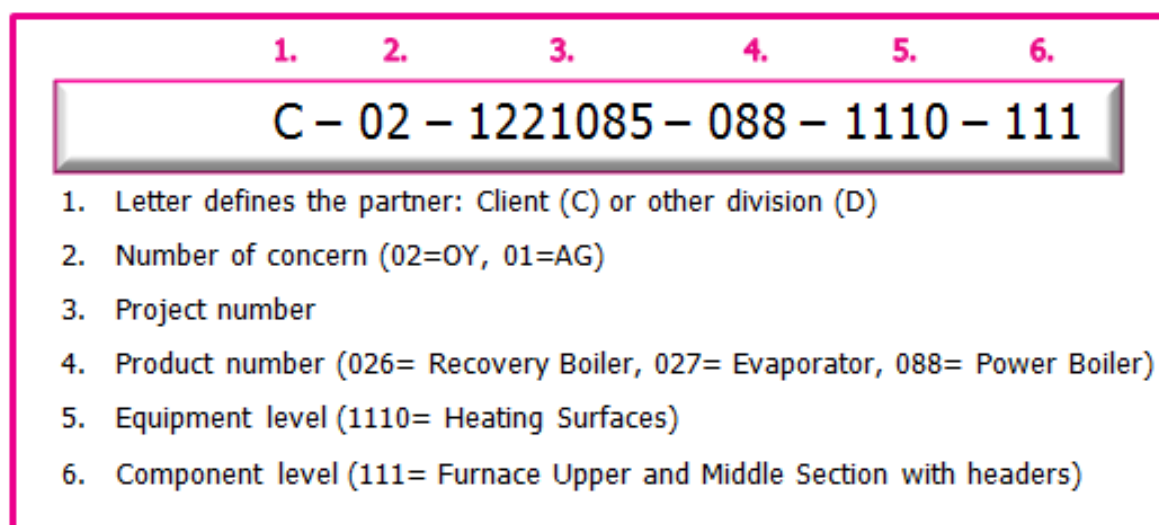 1. 2. 3. 4. 5. 6.
C – 02 – 1221085 – 088 – 1110 – 111
1. Letter defines the partner: Client (C) or other division (D)
2. Number of concern (02=OY, 01=AG)
3. Project number
4. Product number (026= Recovery Boiler, 027= Evaporator, 088= Power Boiler)
5. Equipment level (1110= Heating Surfaces)
6. Component level (111= Furnace Upper and Middle Section with headers)